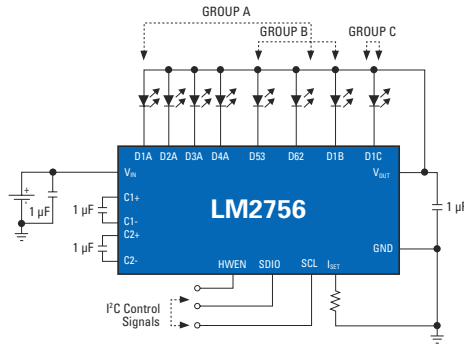 GROUP A
GROUP B
GROUP C
D1A
D2A
D3A
D4A
D53
D62
D1B
D1C
VIN
VOUT
1 µF
C1+
1 µF
C1-
LM2756
1 µF
C2+
1 µF
C2-
GND
HWEN
SDIO
SCL
ISET
I²C Control
Signals